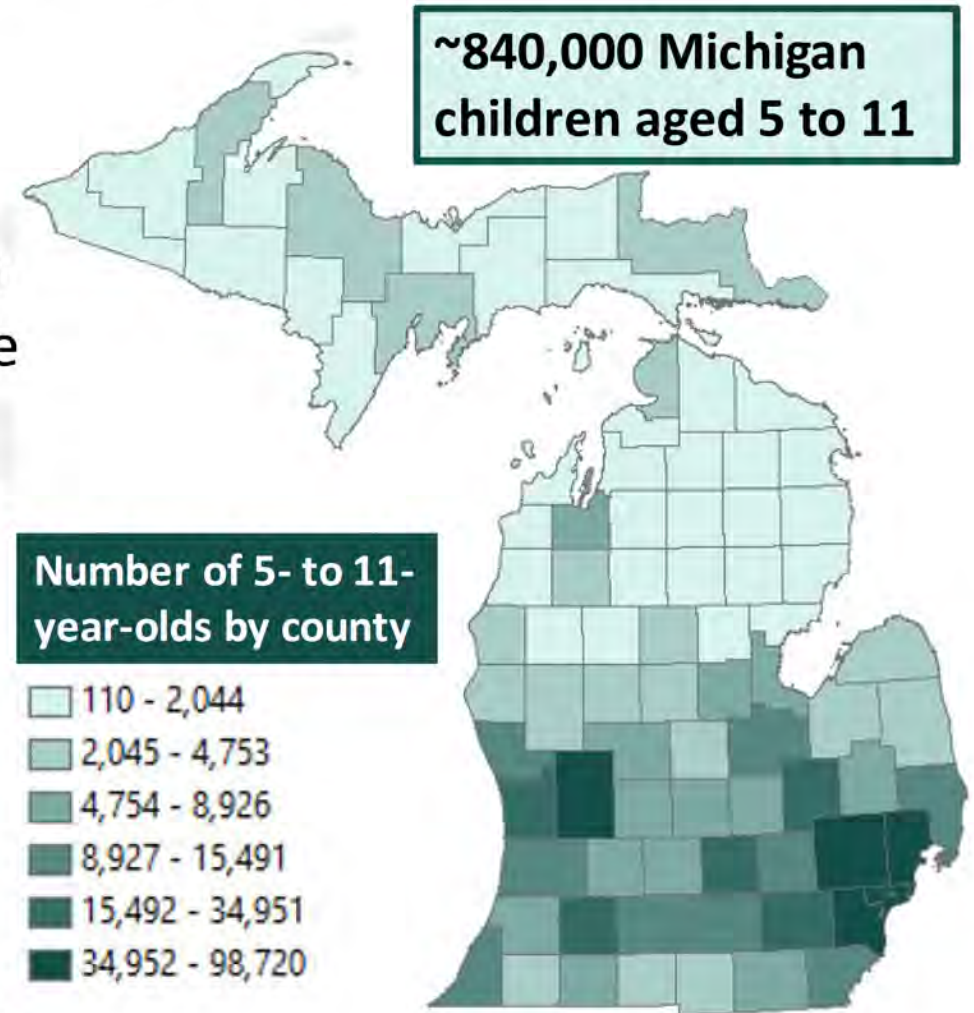 ~840,000 Michigan
children aged 5 to 11
e
Number of 5- to 11-
year-olds by county
110 - 2,044
2,045 - 4,753
4,754 - 8,926
8,927 - 15,491
15,492 - 34,951
34,952 - 98,720